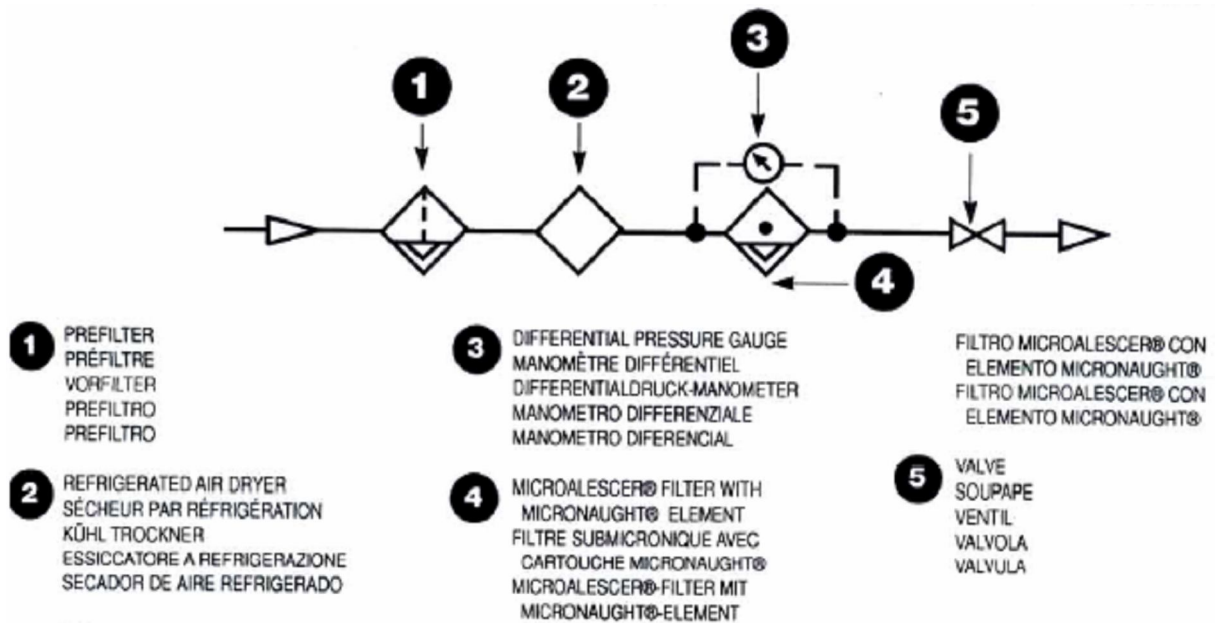 1
2
3
4
5
1
PREFILTER
PRÉFILTRE
VORFILTER
PREFILTRO
PREFILTRO
2
REFRIGERATED AIR DRYER
SÉCHEUR PAR RÉFRIGÉRATION
KÜHL TROCKNER
ESSICCATORE A REFRIGERAZIONE
SECADOR DE AIRE REFRIGERADO
3
DIFFERENTIAL PRESSURE GAUGE
MANOMÈTRE DIFFÉRENTIEL
DIFFERENTIALDRUCK-MANOMETER
MANOMETRO DIFFERENZIALE
MANOMETRO DIFERENCIAL
4
MICROALESCER® FILTER WITH
MICRONAUGHT® ELEMENT
FILTRE SUBMICRONIQUE AVEC
CARTOUCHE MICRONAUGHT®
MICROALESCER®-FILTER MIT
MICRONAUGHT®-ELEMENT
FILTRO MICROALESCER® CON
ELEMENTO MICRONAUGHT®
FILTRO MICROALESCER® CON
ELEMENTO MICRONAUGHT®
5
VALVE
SOUPAPE
VENTIL
VALVOLA
VALVULA